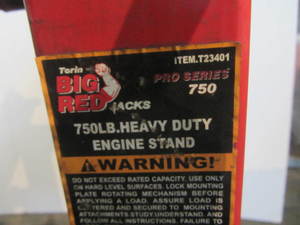 ITEM.T23401
Torin PRO SERIES
BIG RED JACKS 750
750LB.HEAVY DUTY
ENGINE STAND
WARNING!
DO NOT EXCEED RATED CAPACITY. USE ONLY
ON HARD LEVEL SURFACES. LOCK MOUNTING
PLATE ROTATING MECHANISM BEFORE
APPLYING A LOAD. ASSURE LOAD IS
CENTERED AND SECURED TO MOUNTING
ATTACHMENTS STUDY,UNDERSTAND, AND
FOLLOW ALL INSTRUCTIONS. FAILURE TO